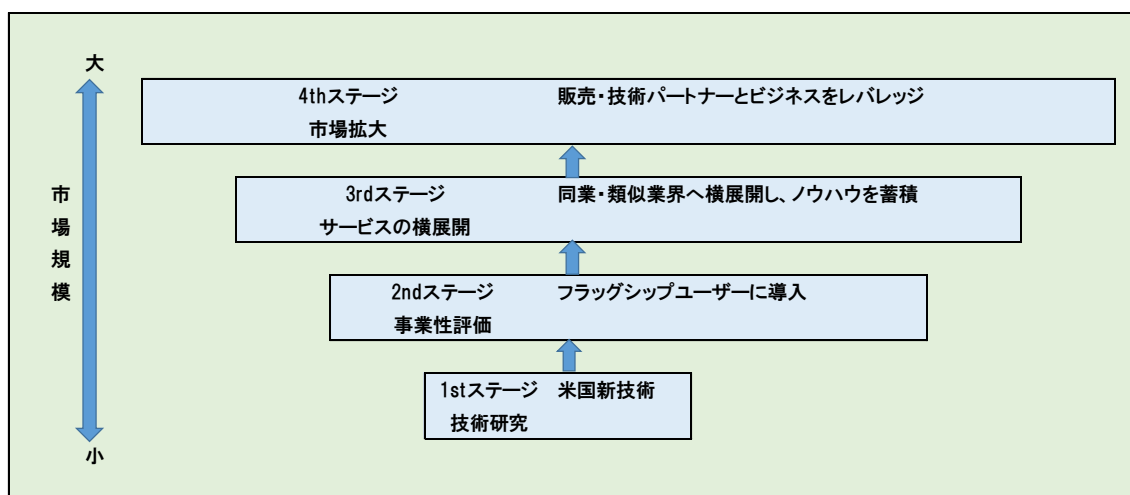 大
4thステージ 販売・技術パートナーとビジネスをレバレッジ
市場拡大
市場規模
3rdステージ 同業・類似業界へ横展開し、ノウハウを蓄積
サービスの横展開
2ndステージ フラッグシップユーザーに導入
事業性評価
1stステージ 米国新技術
技術研究
小